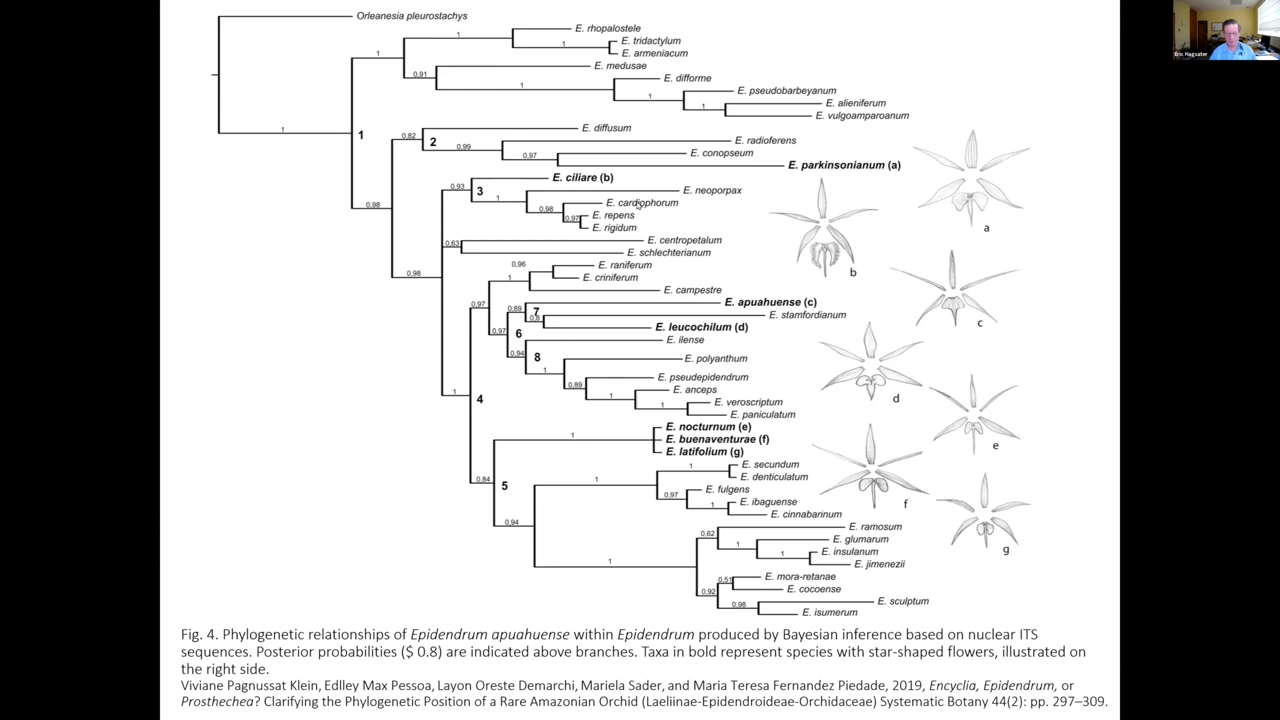 Orleanesia pleurostachys
E. rhopalostele
1
1
E. tridactylum
1
E. armeniacum
E. medusae
0,91
E. difforme
1
E. pseudobarbeyanum
1
E. alieniferum
1
E. vulgoamparoanum
E. diffusum
1
1
0,82
2
E. radioferens
0,99
E. conopseum
0,97
E. parkinsonianum (a)
E. ciliare (b)
0,93
3
E. neoporpax
1
E. cardiophorum
0,98
0,98
E. repens
0,97
E. rigidum
a
E. centropetalum
0,63
E. schlechterianum
E. raniferum
0,96
0,98
1
E. criniferum
b
E. campestre
0,97
E. apuahuense (c)
0,89
7
E. stamfordianum
0,8
c
E. leucochilum (d)
0,97
6
E. ilense
0,94
8
E. polyanthum
1
E. pseudepidendrum
0,89
E. anceps
1
1
4
E. veroscriptum
1
d
E. paniculatum
E. nocturnum (e)
1
E. buenaventurae (f)
e
E. latifolium (g)
E. secundum
1
0,84
5
1
E. denticulatum
E. fulgens
0,97
E. ibaguense
1
f
E. cinnabarinum
0,94
E. ramosum
0,62
E. glumarum
1
E. insulanum
1
g
E. jimenezii
1
E. mora-retanae
0,51
E. cocoense
0,92
E. sculptum
0,98
E. isumerum
Fig. 4. Phylogenetic relationships of Epidendrum apuahuense within Epidendrum produced by Bayesian inference based on nuclear ITS
sequences. Posterior probabilities ($ 0.8) are indicated above branches. Taxa in bold represent species with star-shaped flowers, illustrated on
the right side.
Viviane Pagnussat Klein, Edlley Max Pessoa, Layon Oreste Demarchi, Mariela Sader, and Maria Teresa Fernandez Piedade, 2019, Encyclia, Epidendrum, or
Prosthechea? Clarifying the Phylogenetic Position of a Rare Amazonian Orchid (Laeliinae-Epidendroideae-Orchidaceae) Systematic Botany 44(2): pp. 297–309.
Eric Hagsater